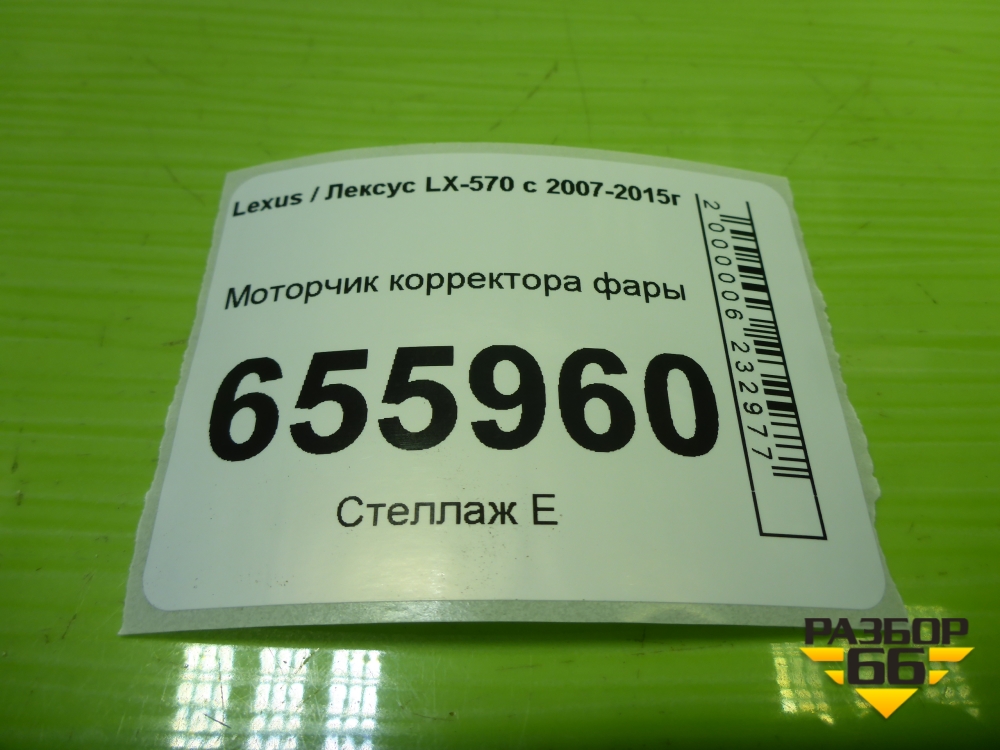 Lexus / Лексус LX-570 с 2007-2015г
Моторчик корректора фары
655960
Стеллаж Е
2000006232977
РАЗБОР
66